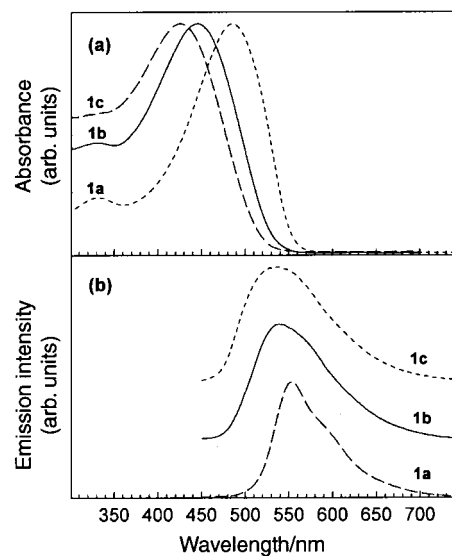 (a)
1c
1b
1a
Absorbance
(arb. units)
(b)
1c
1b
1a
Emission intensity
(arb. units)
300 350 400 450 500 550 600 650 700
Wavelength/nm